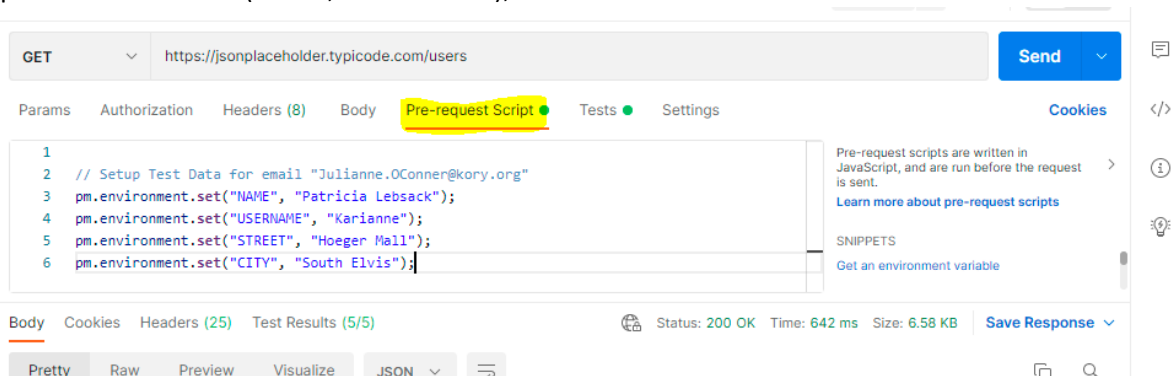 GET https://jsonplaceholder.typicode.com/users Send
Params Authorization Headers (8) Body Pre-request Script Tests Settings Cookies
1
2 // Setup Test Data for email "Julianne.OConner@kory.org"
3 pm.environment.set("NAME", "Patricia Lebsack");
4 pm.environment.set("USERNAME", "Karianne");
5 pm.environment.set("STREET", "Hoeger Mall");
6 pm.environment.set("CITY", "South Elvis");
Pre-request scripts are written in
JavaScript, and are run before the request
is sent.
Learn more about pre-request scripts
SNIPPETS
Get an environment variable
Body Cookies Headers (25) Test Results (5/5) Status: 200 OK Time: 642 ms Size: 6.58 KB Save Response
Pretty Raw Preview Visualize JSON